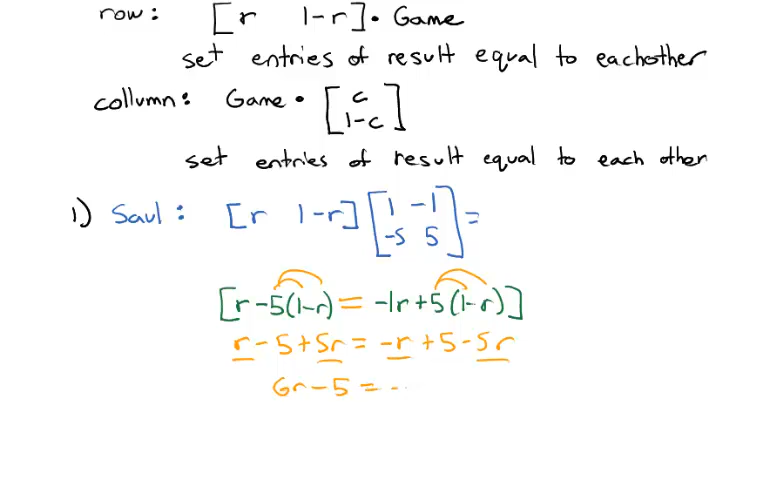 row: [r 1-r] • Game
set entries of result equal to eachother
collumn: Game • [c
1-c]
set entries of result equal to each other
1) Saul: [r 1-r] [1 -1
-5 5] =
[r -5(1-r) = -1r+5(1-r)]
r - 5 + 5r = -r + 5 - 5r
6r - 5 = -